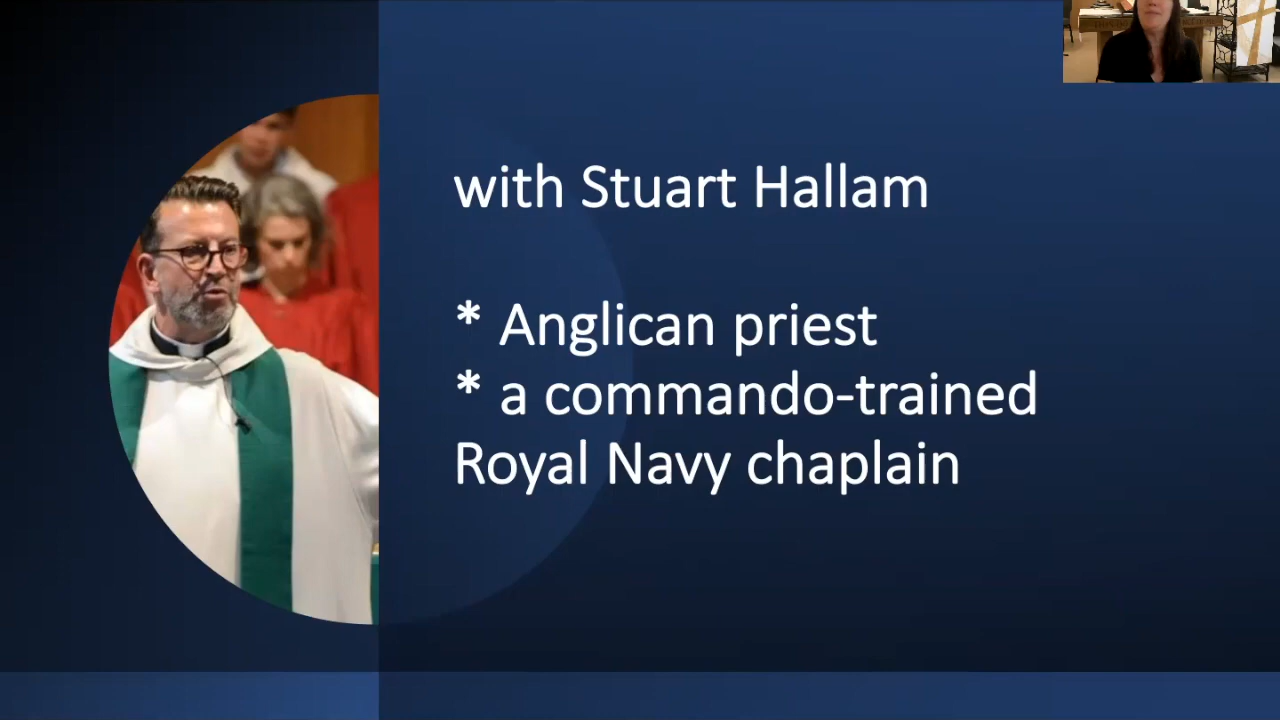 with Stuart Hallam
* Anglican priest
* a commando-trained
Royal Navy chaplain